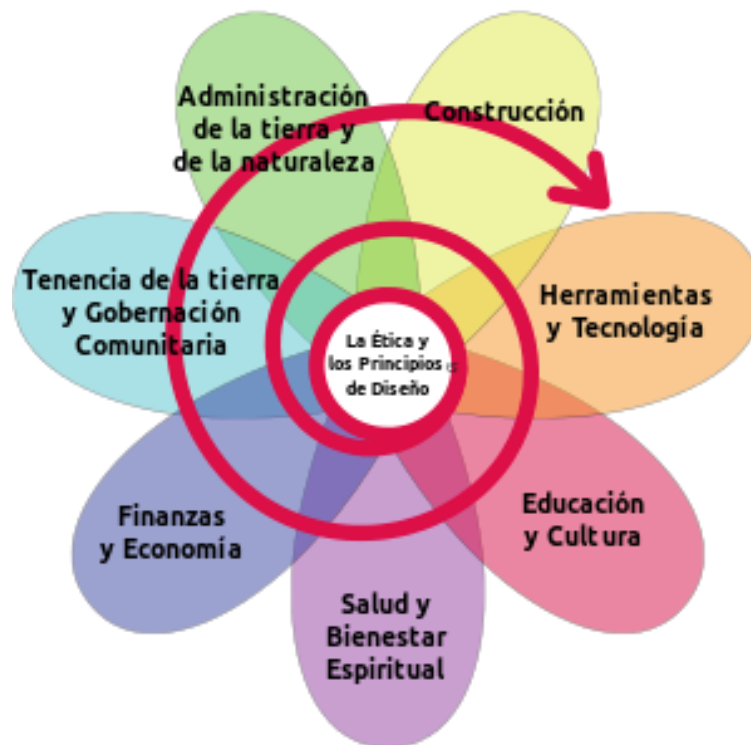 Administración
de la tierra y
de la naturaleza
Construcción
Tenencia de la tierra
y Gobernación
Comunitaria
Herramientas
y Tecnología
La Ética y
los Principios
de Diseño
Finanzas
y Economía
Educación
y Cultura
Salud y
Bienestar
Espiritual